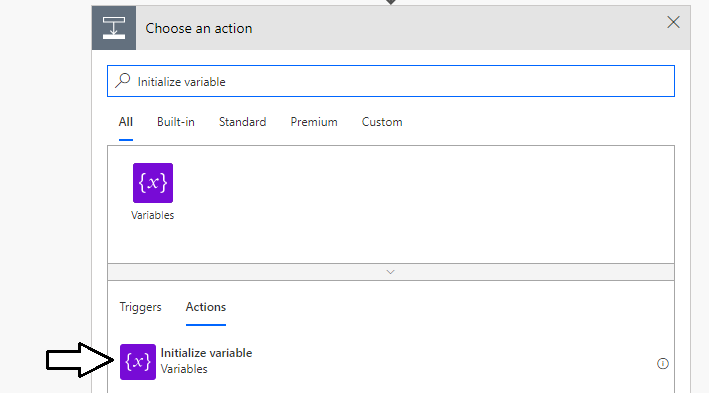 Choose an action
Initialize variable
All Built-in Standard Premium Custom
{x}
Variables
Triggers Actions
{x} Initialize variable
Variables